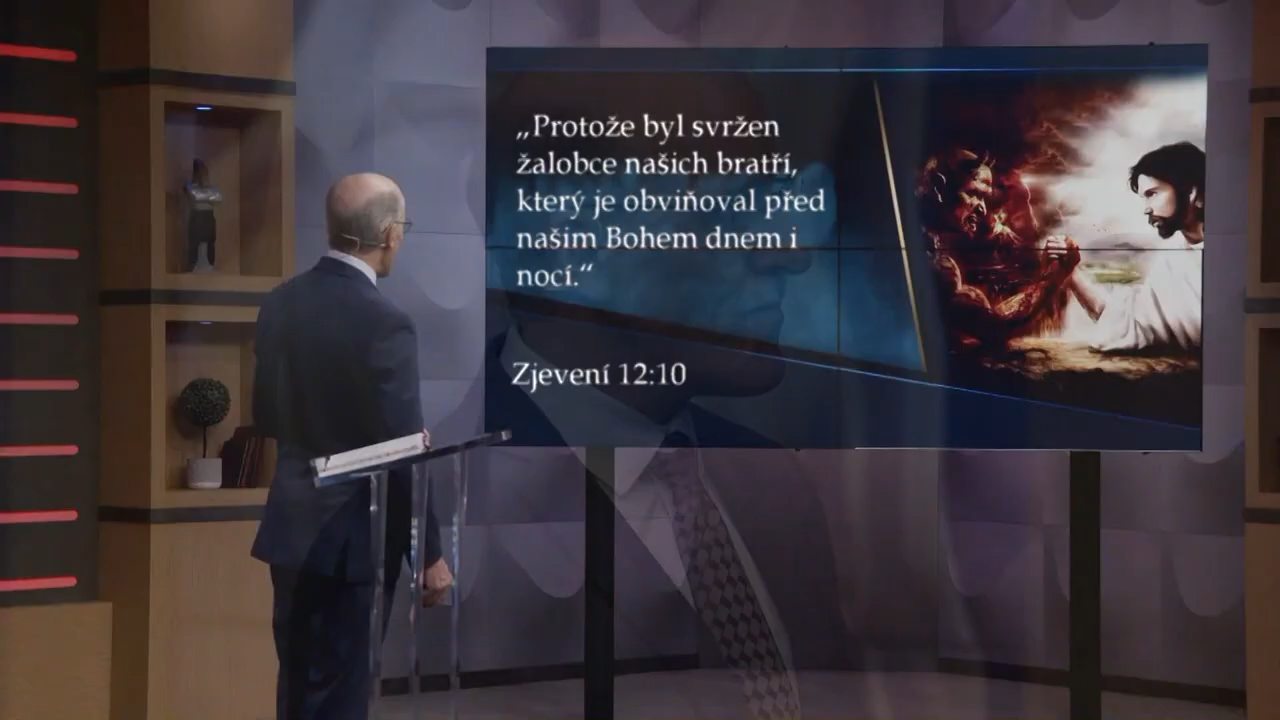 „Protože byl svržen
žalobce našich bratří,
který je obviňoval před
naším Bohem dnem i
nocí.“
Zjevení 12:10